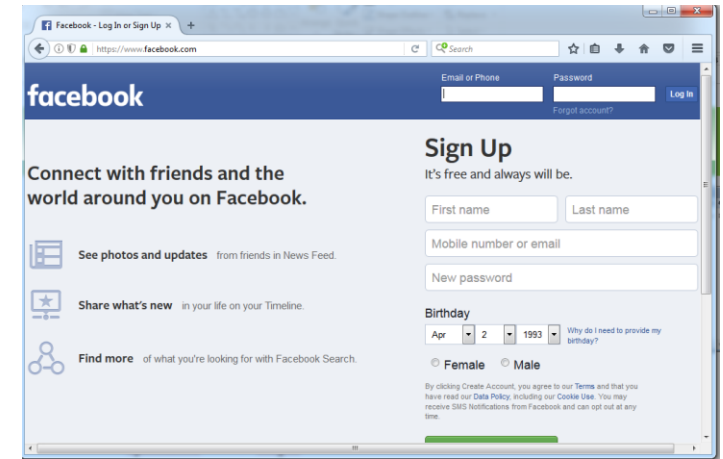 Facebook - Log In or Sign Up × +
https://www.facebook.com
Search
Email or Phone
Password
facebook
Log In
Forgot account?
Connect with friends and the
world around you on Facebook.
See photos and updates from friends in News Feed.
Share what's new in your life on your Timeline.
Find more of what you're looking for with Facebook Search.
Sign Up
It's free and always will be.
First name
Last name
Mobile number or email
New password
Birthday
Apr 2 1993
Why do I need to provide my
birthday?
Female Male
By clicking Create Account, you agree to our Terms and that you
have read our Data Policy, including our Cookie Use. You may
receive SMS Notifications from Facebook and can opt out at any
time.